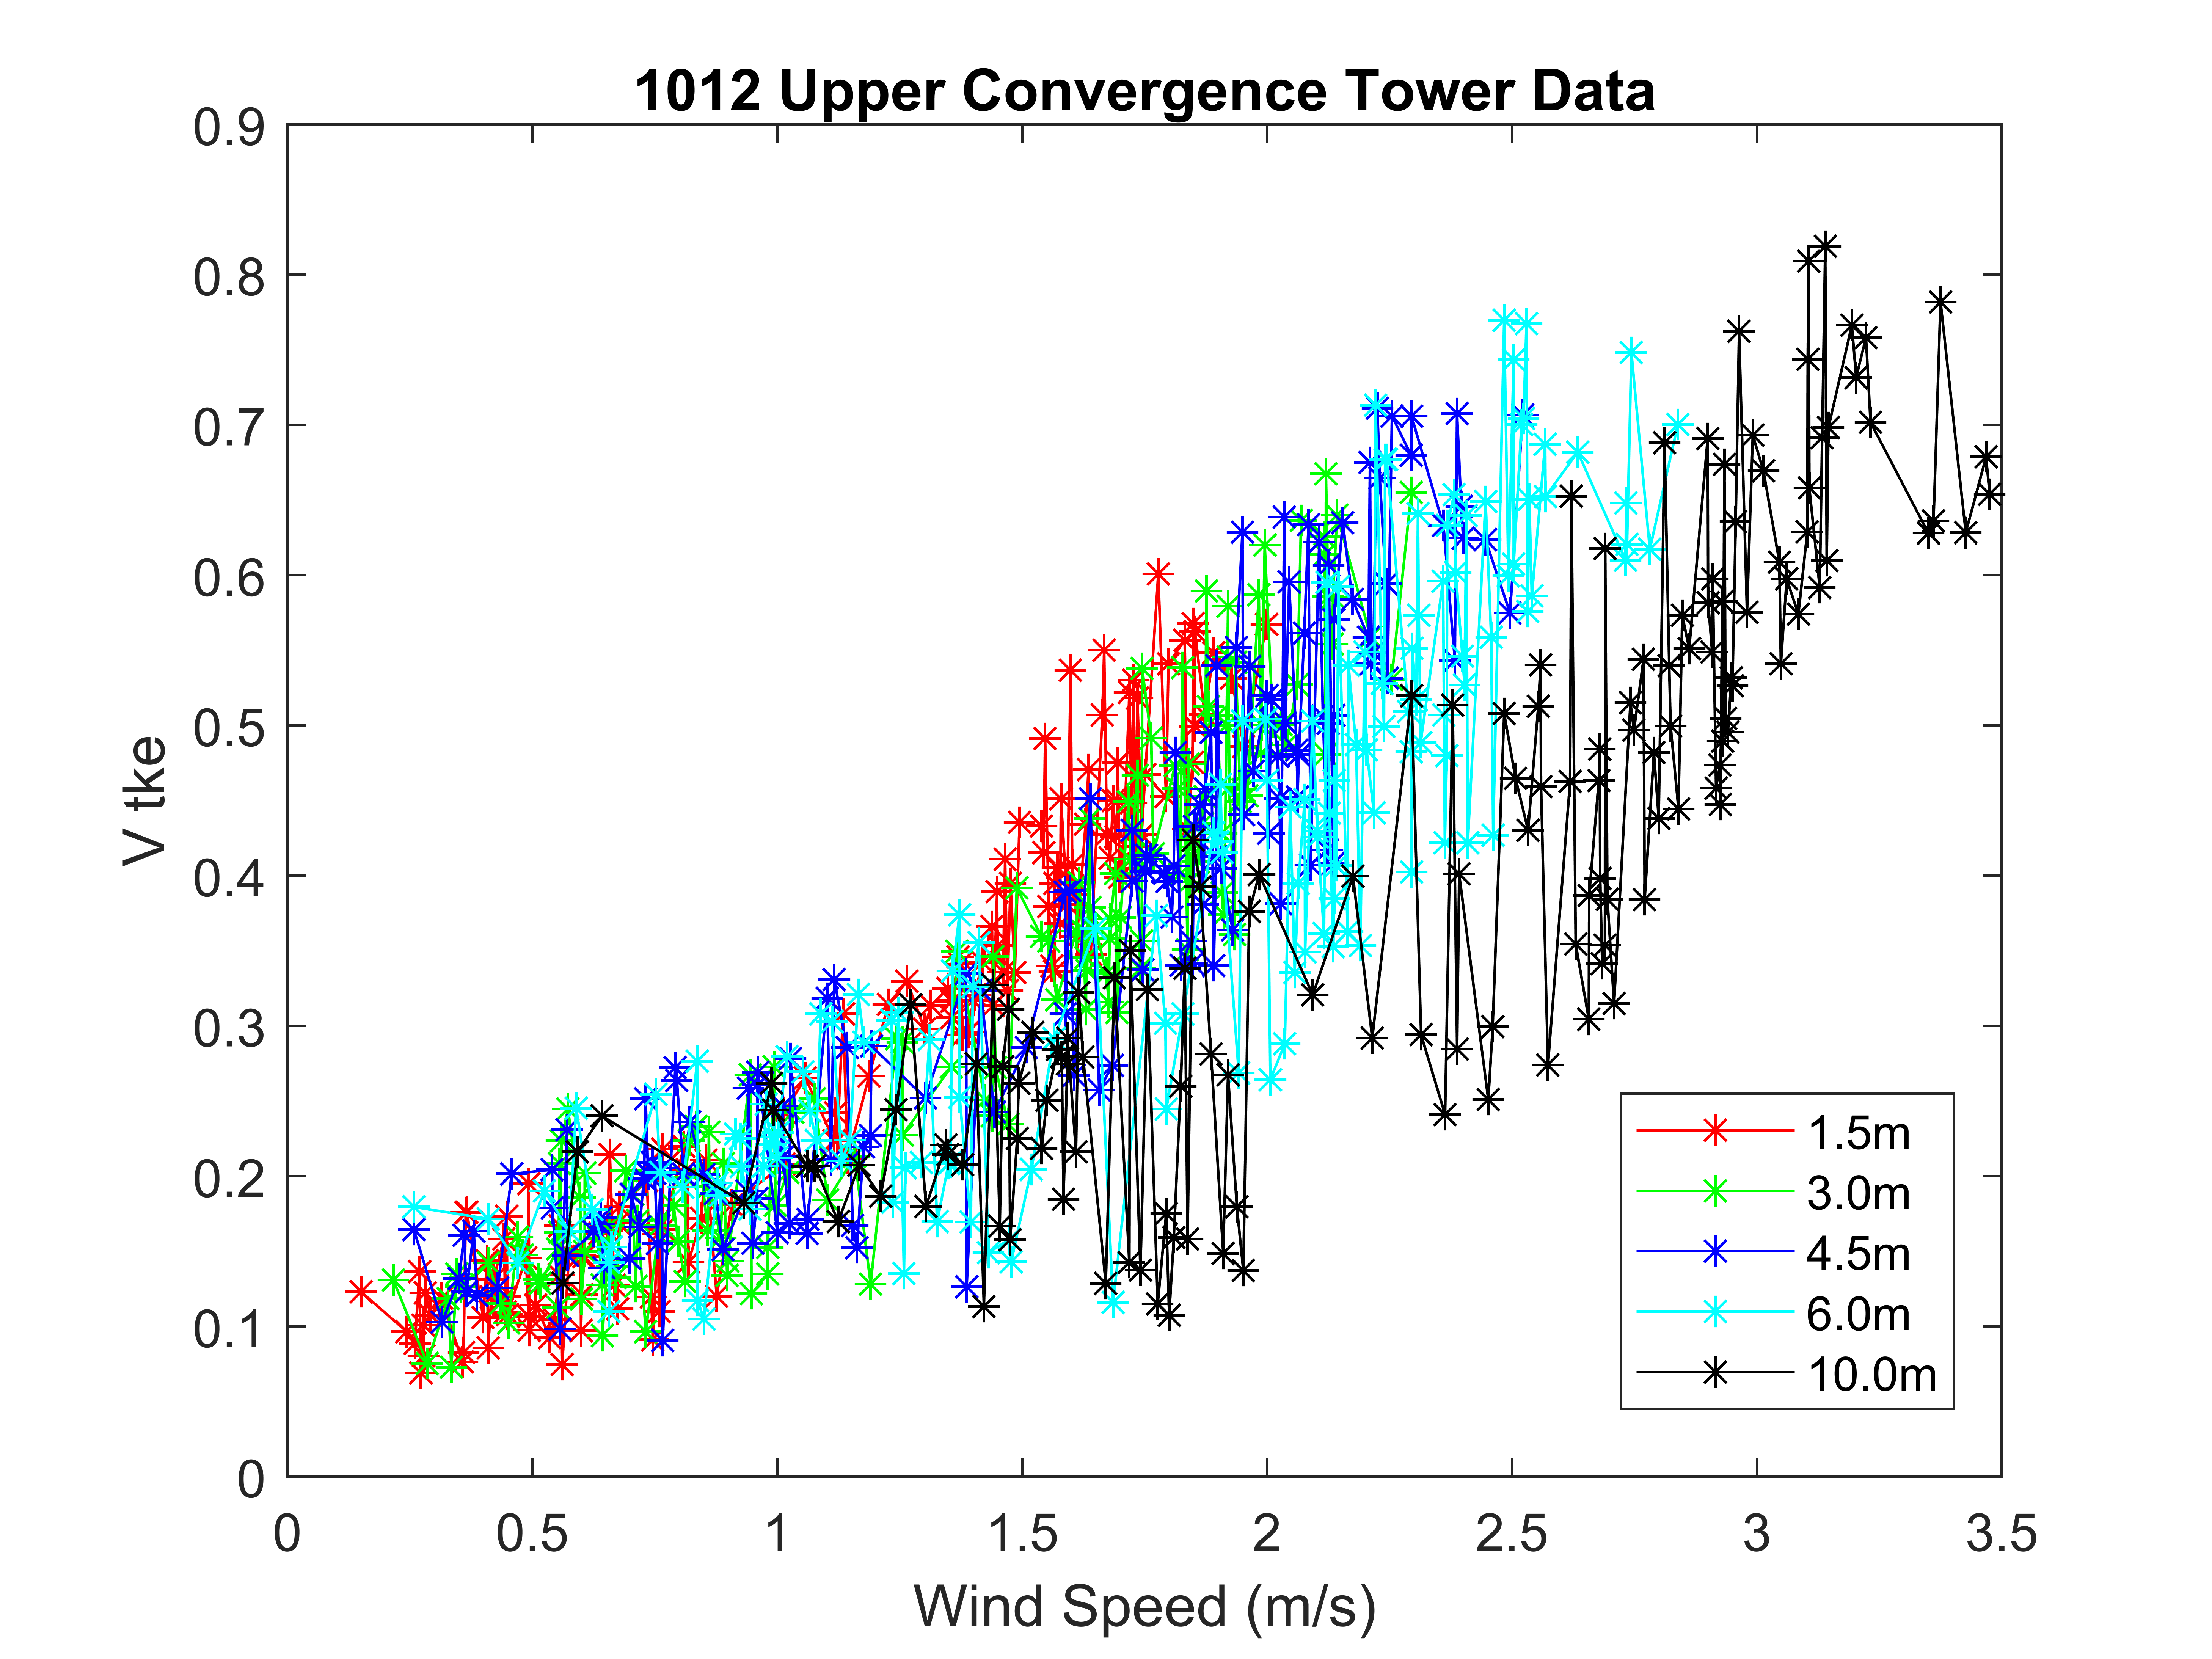 1012 Upper Convergence Tower Data
0.9
0.8
0.7
0.6
0.5
0.4
0.3
0.2
0.1
0
V tke
0 0.5 1 1.5 2 2.5 3 3.5
Wind Speed (m/s)
1.5m
3.0m
4.5m
6.0m
10.0m